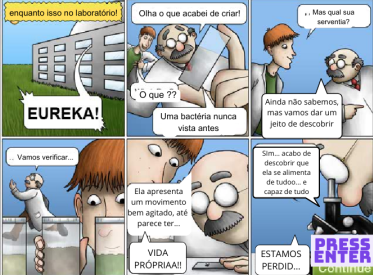 enquanto isso no laboratório!
EUREKA!
Olha o que acabei de criar!
O que ??
Uma bactéria nunca
vista antes
Mas qual sua
serventia?
Ainda não sabemos,
mas vamos dar um
jeito de descobrir
... Vamos verificar...
Ela apresenta
um movimento
bem agitado, até
parece ter...
VIDA
PRÓPRIAA!!
Sim... acabo de
descobrir que
ela se alimenta
de tudoo... e
capaz de tudo
ESTAMOS
PERDID...
PRESS
ENTER
Continue